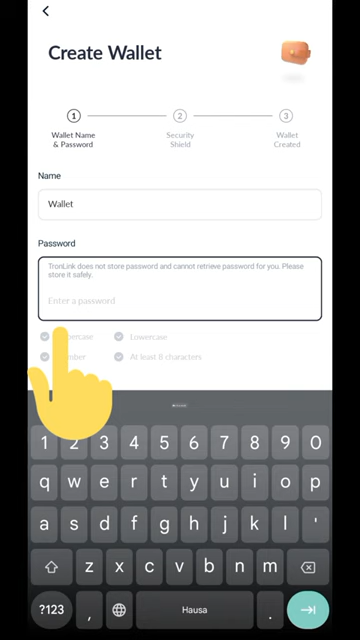 Create Wallet
1 2 3
Wallet Name
& Password
Security
Shield
Wallet
Created
Name
Wallet
Password
TronLink does not store password and cannot retrieve password for you. Please
store it safely.
Enter a password
Lowercase
At least 8 characters
1 2 3 4 5 6 7 8 9 0
q w e r t y u i o p
a s d f g h j k l '
z x c v b n m
?123 , Hausa .